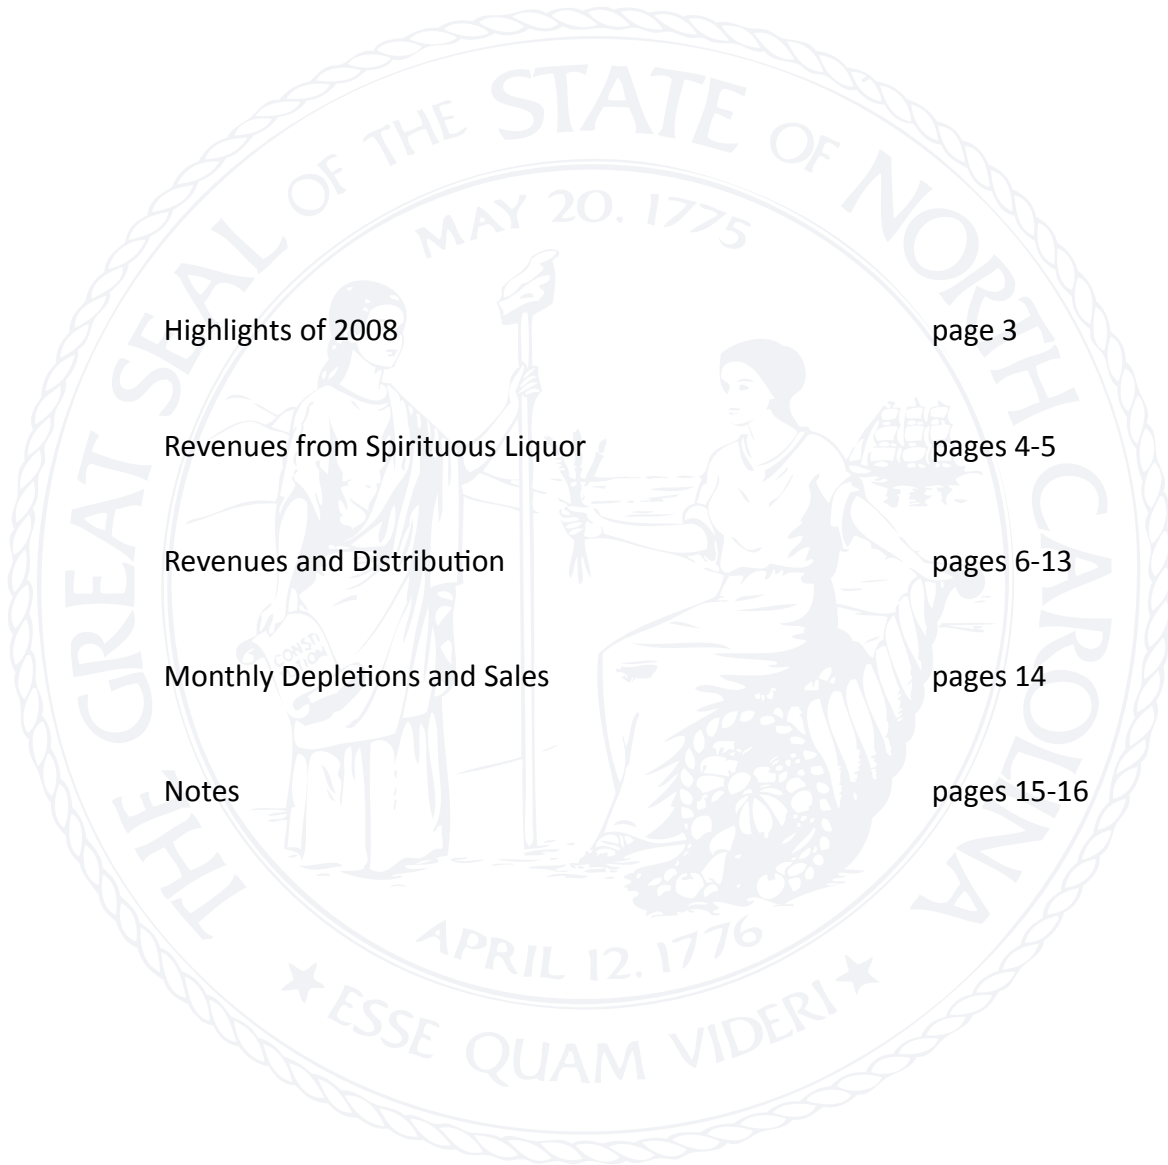 THE GREAT SEAL OF THE STATE OF NORTH CAROLINA
MAY 20, 1775
Highlights of 2008 page 3
Revenues from Spirituous Liquor pages 4-5
Revenues and Distribution pages 6-13
CONSTI
TUTION
Monthly Depletions and Sales pages 14
Notes pages 15-16
APRIL 12, 1776
ESSE QUAM VIDERI